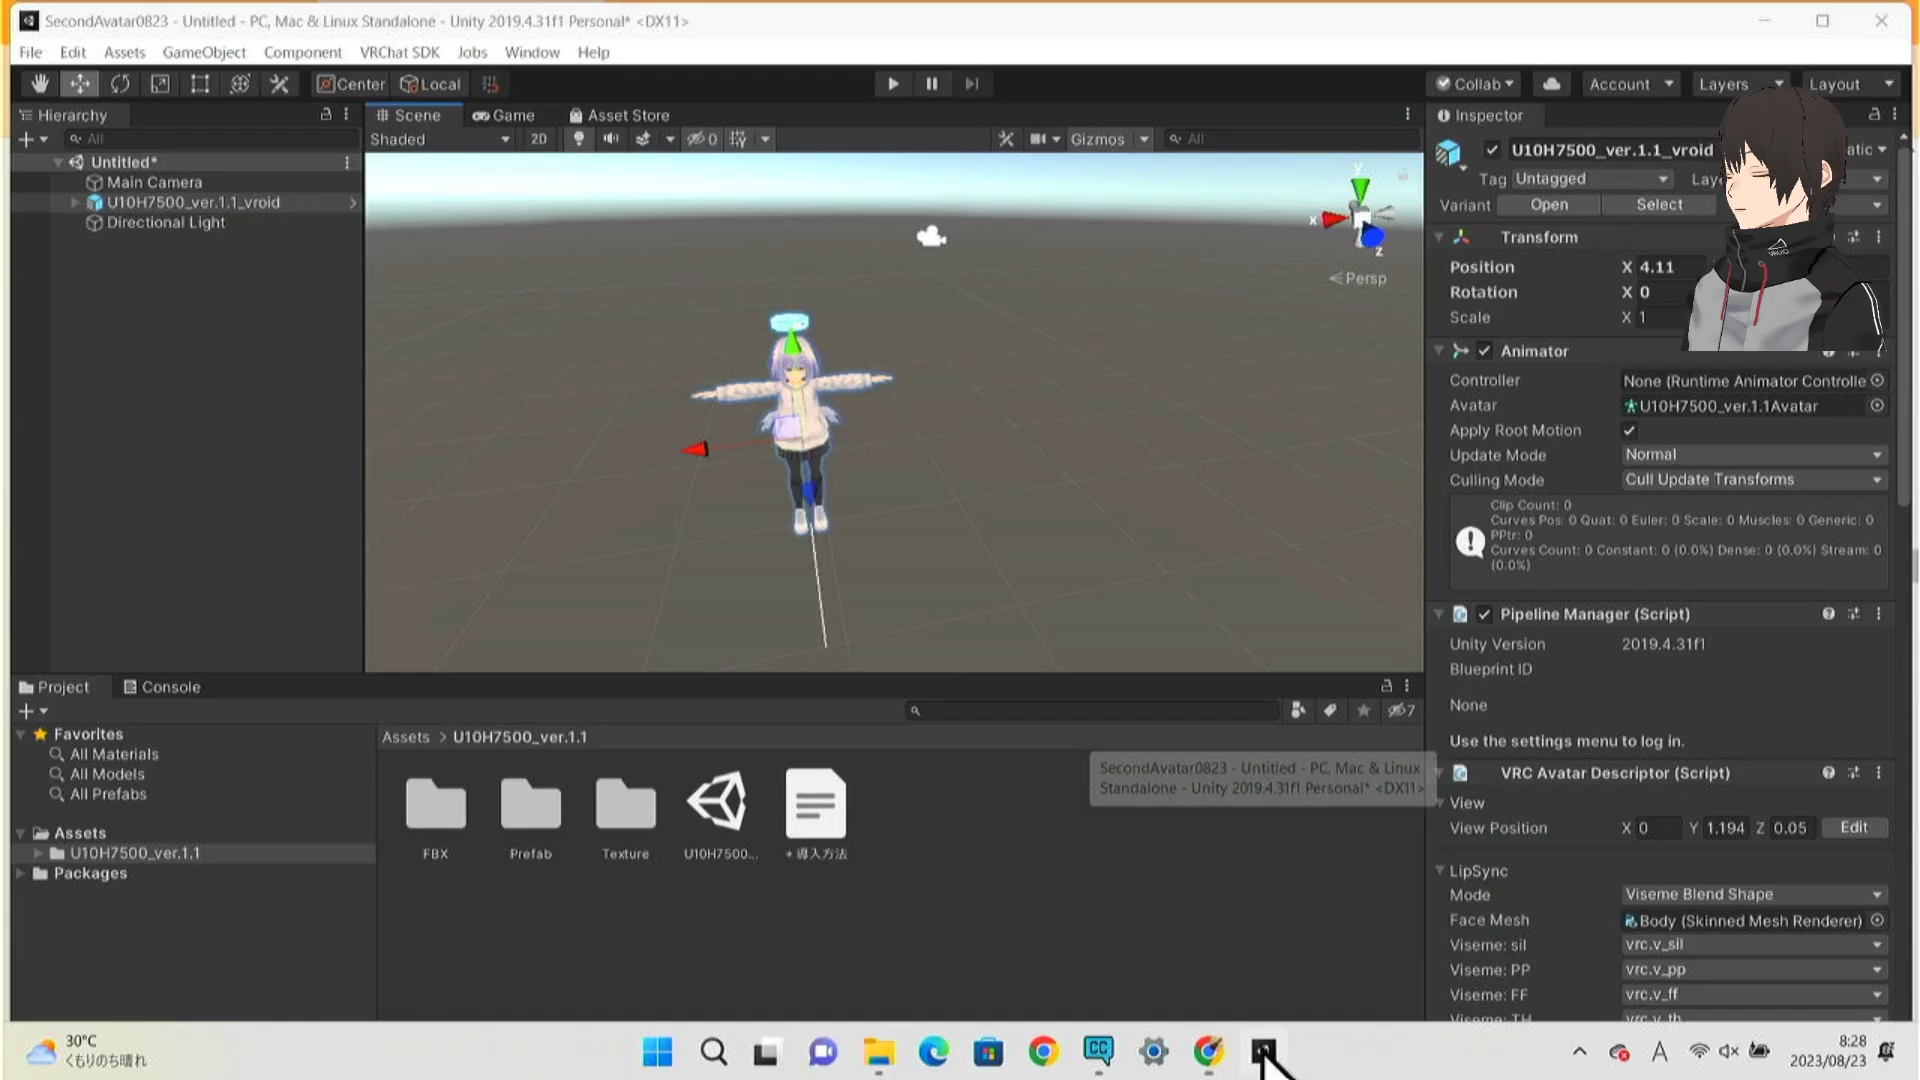 SecondAvatar0823 - Untitled - PC, Mac & Linux Standalone - Unity 2019.4.31f1 Personal* <DX11>
File Edit Assets GameObject Component VRChat SDK Jobs Window Help
Center Local Collab Account Layers Layout
Hierarchy
All
Untitled*
Main Camera
U10H7500_ver.1.1_vroid
Directional Light
Scene Game Asset Store
Shaded 2D 0 Gizmos All
y
x
z
Persp
Inspector
U10H7500_ver.1.1_vroid atic
Tag Untagged Laye
Variant Open Select
Transform
Position X 4.11
Rotation X 0
Scale X 1
Animator
Controller None (Runtime Animator Controlle
Avatar U10H7500_ver.1.1Avatar
Apply Root Motion
Update Mode Normal
Culling Mode Cull Update Transforms
Clip Count: 0
Curves Pos: 0 Quat: 0 Euler: 0 Scale: 0 Muscles: 0 Generic: 0
PPtr: 0
Curves Count: 0 Constant: 0 (0.0%) Dense: 0 (0.0%) Stream: 0
(0.0%)
Pipeline Manager (Script)
Unity Version 2019.4.31f1
Blueprint ID
None
Use the settings menu to log in.
VRC Avatar Descriptor (Script)
View
View Position X 0 Y 1.194 Z 0.05 Edit
LipSync
Mode Viseme Blend Shape
Face Mesh Body (Skinned Mesh Renderer)
Viseme: sil vrc.v_sil
Viseme: PP vrc.v_pp
Viseme: FF vrc.v_ff
Viseme: TH vrc.v_th
Project Console
7
Favorites
All Materials
All Models
All Prefabs
Assets
U10H7500_ver.1.1
Packages
Assets > U10H7500_ver.1.1
FBX Prefab Texture U10H7500... +導入方法
SecondAvatar0823 - Untitled - PC, Mac & Linux
Standalone - Unity 2019.4.31f1 Personal* <DX11>
30°C
くもりのち晴れ
CC
A
8:28
2023/08/23